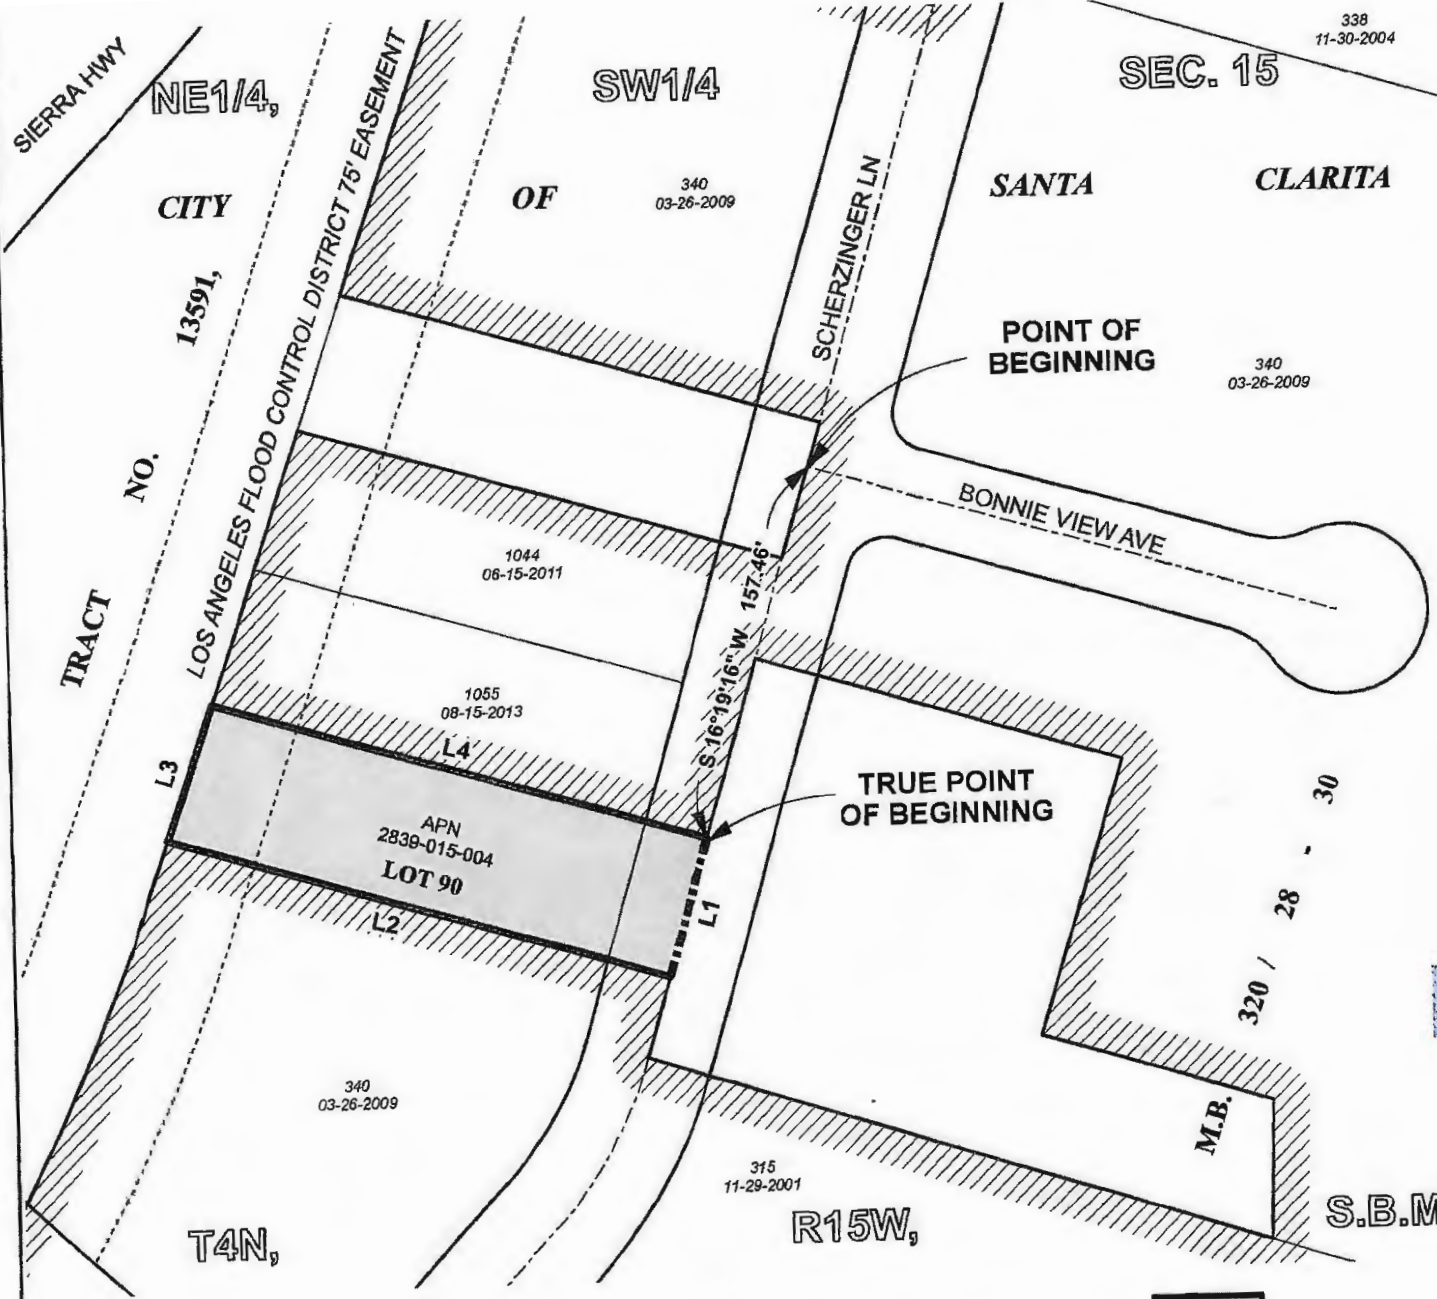 338
11-30-2004
SIERRA HWY
NE1/4,
SW1/4
SEC. 15
CITY
OF
340
03-26-2009
SANTA
CLARITA
SCHERZINGER LN
LOS ANGELES FLOOD CONTROL DISTRICT 75' EASEMENT
TRACT
NO.
13591,
POINT OF
BEGINNING
340
03-26-2009
BONNIE VIEW AVE
1044
06-15-2011
S 16°19'16" W 157.46'
1055
08-15-2013
L4
L3
TRUE POINT
OF BEGINNING
APN
2839-015-004
LOT 90
L1
L2
M.B.
320 /
28
-
30
340
03-26-2009
315
11-29-2001
T4N,
R15W,
S.B.M